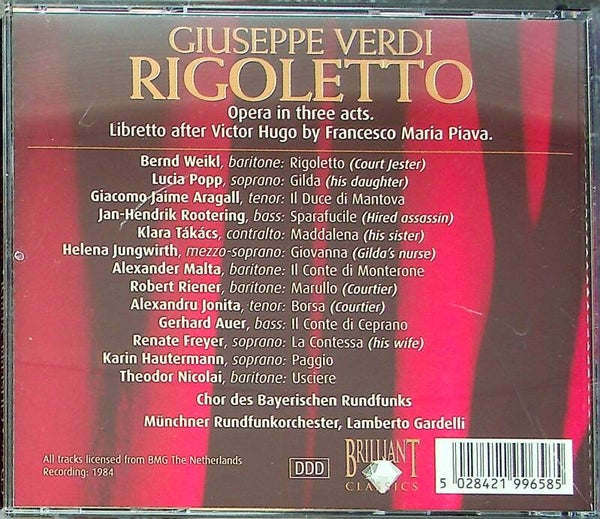 GIUSEPPE VERDI
RIGOLETTO
Opera in three acts.
Libretto after Victor Hugo by Francesco Maria Piava.
Bernd Weikl, baritone: Rigoletto (Court Jester)
Lucia Popp, soprano: Gilda (his daughter)
Giacomo Jaime Aragall, tenor: Il Duce di Mantova
Jan-Hendrik Rootering, bass: Sparafucile (Hired assassin)
Klara Tákács, contralto: Maddalena (his sister)
Helena Jungwirth, mezzo-soprano: Giovanna (Gilda's nurse)
Alexander Malta, baritone: Il Conte di Monterone
Robert Riener, baritone: Marullo (Courtier)
Alexandru Jonita, tenor: Borsa (Courtier)
Gerhard Auer, bass: Il Conte di Ceprano
Renate Freyer, soprano: La Contessa (his wife)
Karin Hautermann, soprano: Paggio
Theodor Nicolai, baritone: Usciere
Chor des Bayerischen Rundfunks
Münchner Rundfunkorchester, Lamberto Gardelli
All tracks licensed from BMG The Netherlands
Recording: 1984
DDD
BRILLIANT
CLASSICS
5 028421 996585